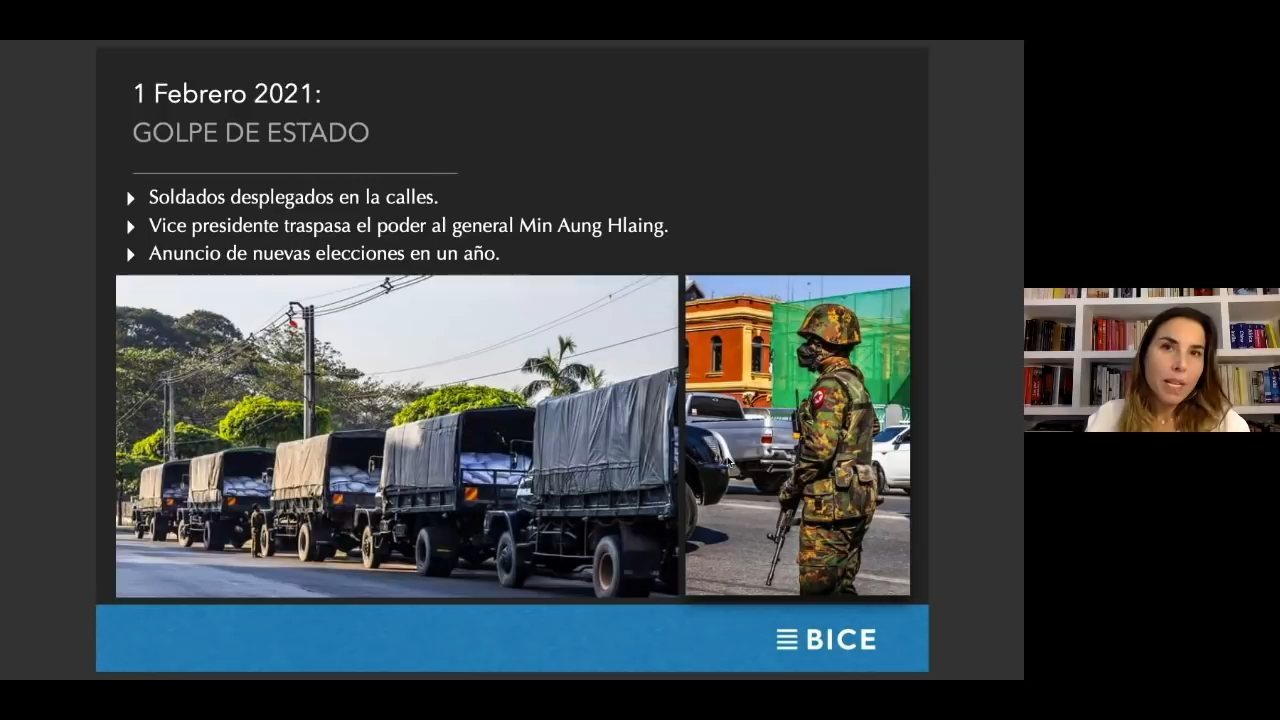 1 Febrero 2021:
GOLPE DE ESTADO
Soldados desplegados en la calles.
Vice presidente traspasa el poder al general Min Aung Hlaing.
Anuncio de nuevas elecciones en un año.
BICE